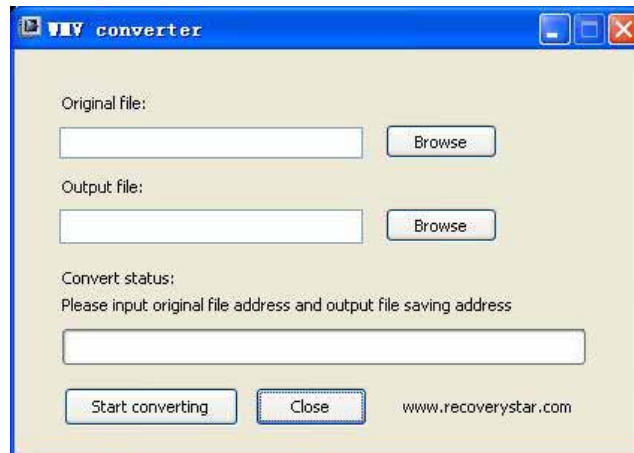 WMV converter
Original file:
Browse
Output file:
Browse
Convert status:
Please input original file address and output file saving address
Start converting
Close
www.recoverystar.com